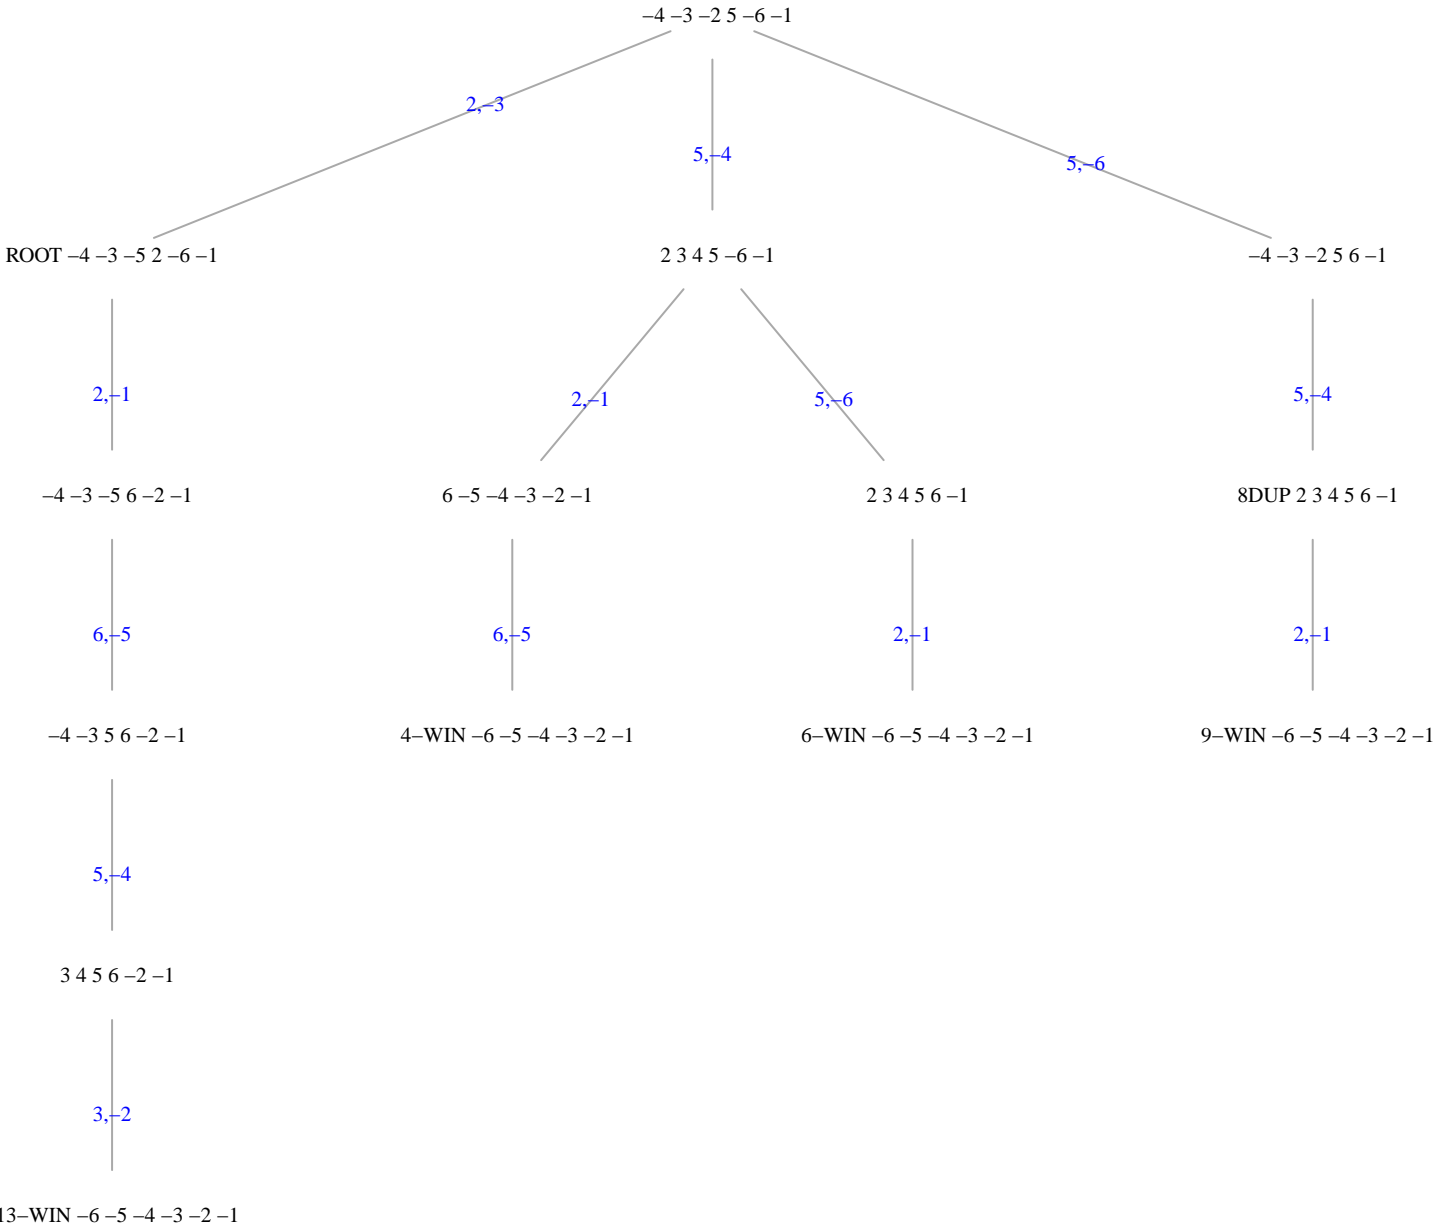 –4 –3 –2 5 –6 –1
2,–3
5,–4
5,–6
ROOT –4 –3 –5 2 –6 –1
2 3 4 5 –6 –1
–4 –3 –2 5 6 –1
2,–1
2,–1
5,–6
5,–4
–4 –3 –5 6 –2 –1
6 –5 –4 –3 –2 –1
2 3 4 5 6 –1
8DUP 2 3 4 5 6 –1
6,–5
6,–5
2,–1
2,–1
–4 –3 5 6 –2 –1
4–WIN –6 –5 –4 –3 –2 –1
6–WIN –6 –5 –4 –3 –2 –1
9–WIN –6 –5 –4 –3 –2 –1
5,–4
3 4 5 6 –2 –1
3,–2
13–WIN –6 –5 –4 –3 –2 –1